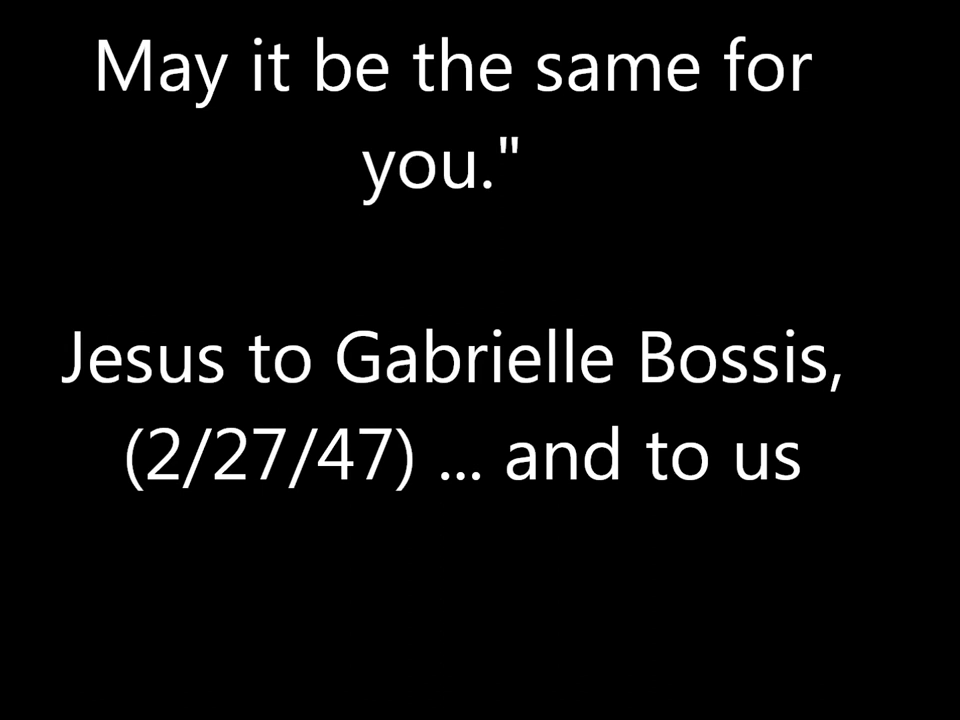 May it be the same for
you."
Jesus to Gabrielle Bossis,
(2/27/47) ... and to us